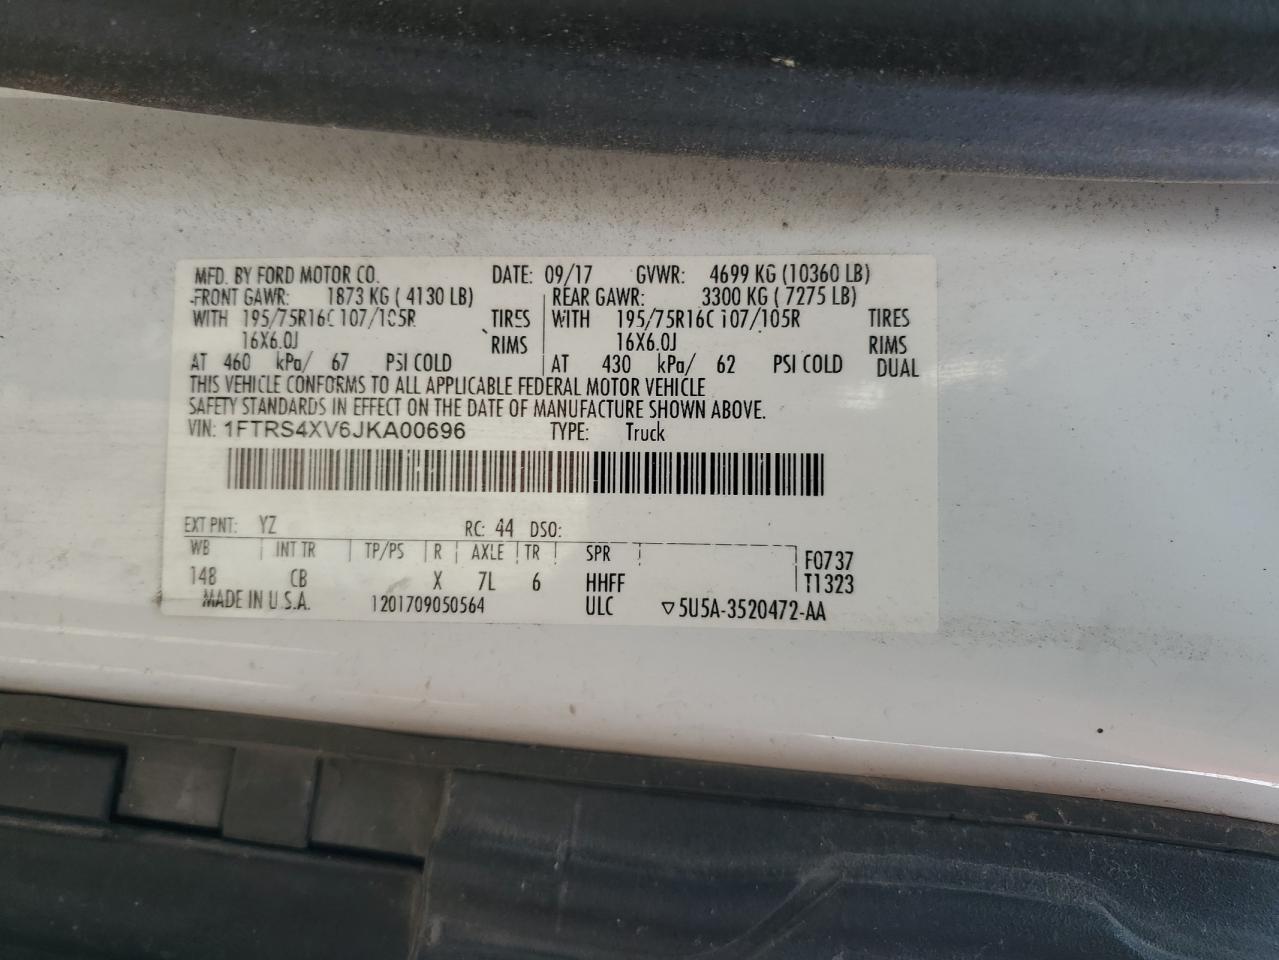 MFD. BY FORD MOTOR CO. DATE: 09/17 GVWR: 4699 KG (10360 LB)
FRONT GAWR: 1873 KG ( 4130 LB) REAR GAWR: 3300 KG ( 7275 LB)
WITH 195/75R16C 107/105R TIRES WITH 195/75R16C 107/105R TIRES
16X6.0J RIMS 16X6.0J RIMS
AT 460 kPa/ 67 PSI COLD AT 430 kPa/ 62 PSI COLD DUAL
THIS VEHICLE CONFORMS TO ALL APPLICABLE FEDERAL MOTOR VEHICLE
SAFETY STANDARDS IN EFFECT ON THE DATE OF MANUFACTURE SHOWN ABOVE.
VIN: 1FTRS4XV6JKA00696 TYPE: Truck
EXT PNT: YZ RC: 44 DSO:
WB INT TR TP/PS R AXLE TR SPR F0737
148 CB X 7L 6 HHFF T1323
MADE IN U.S.A. 1201709050564 ULC ▽5U5A-3520472-AA